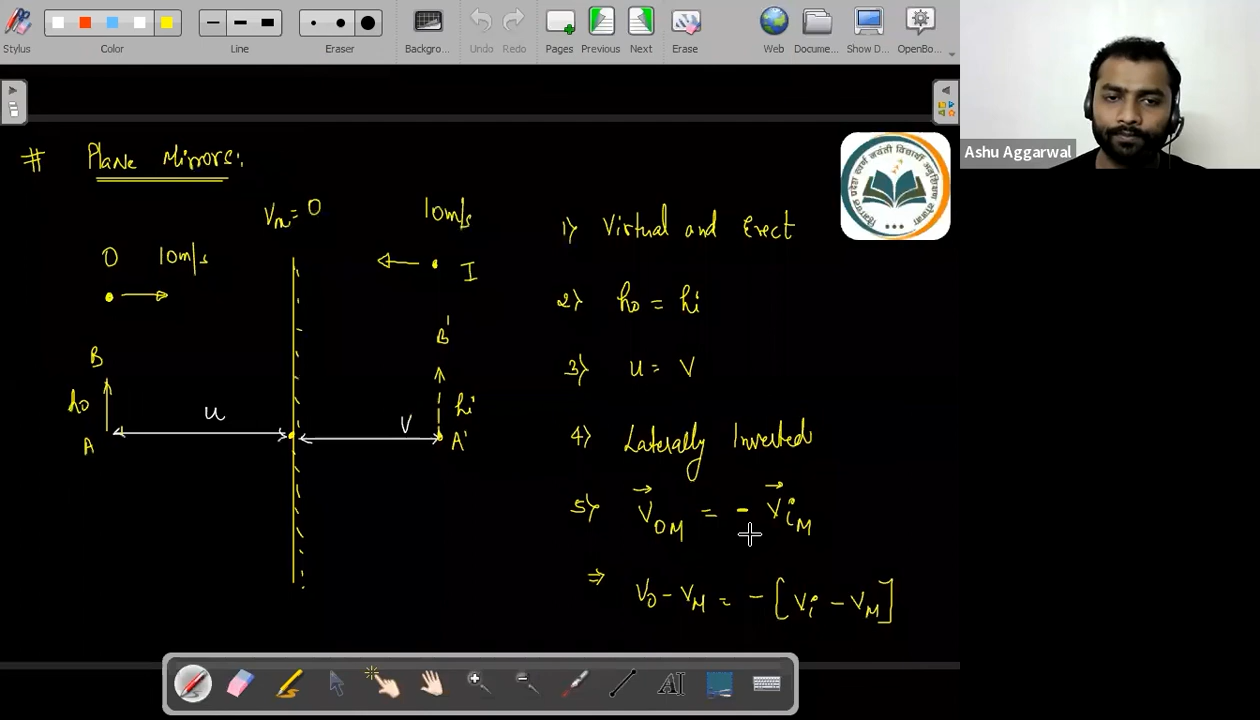 Stylus
Color
Line
Eraser
Backgro...
Undo
Redo
Pages
Previous
Next
Erase
Web
Docume...
Show D...
OpenBo...
Ashu Aggarwal
# Plane Mirrors:
Vm = 0
10m/s
O 10m/s
I
B'
B
ho
u
V
hi
A
A'
1) Virtual and Erect
2) ho = hi
3) u = V
4) Laterally Inverted
5) V⃗OM = - V⃗iM
⇒ VO - VM = - [Vi - VM]
AI